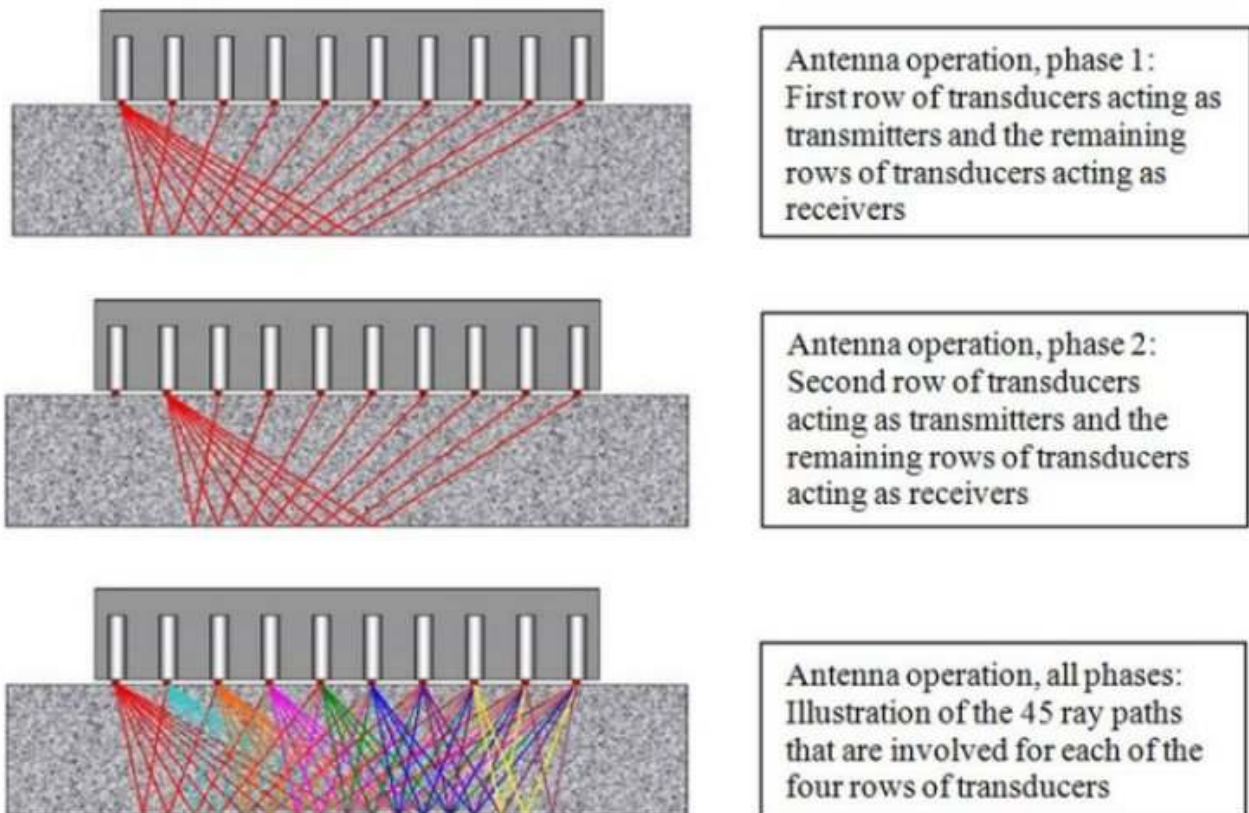 Antenna operation, phase 1:
First row of transducers acting as
transmitters and the remaining
rows of transducers acting as
receivers
Antenna operation, phase 2:
Second row of transducers
acting as transmitters and the
remaining rows of transducers
acting as receivers
Antenna operation, all phases:
Illustration of the 45 ray paths
that are involved for each of the
four rows of transducers